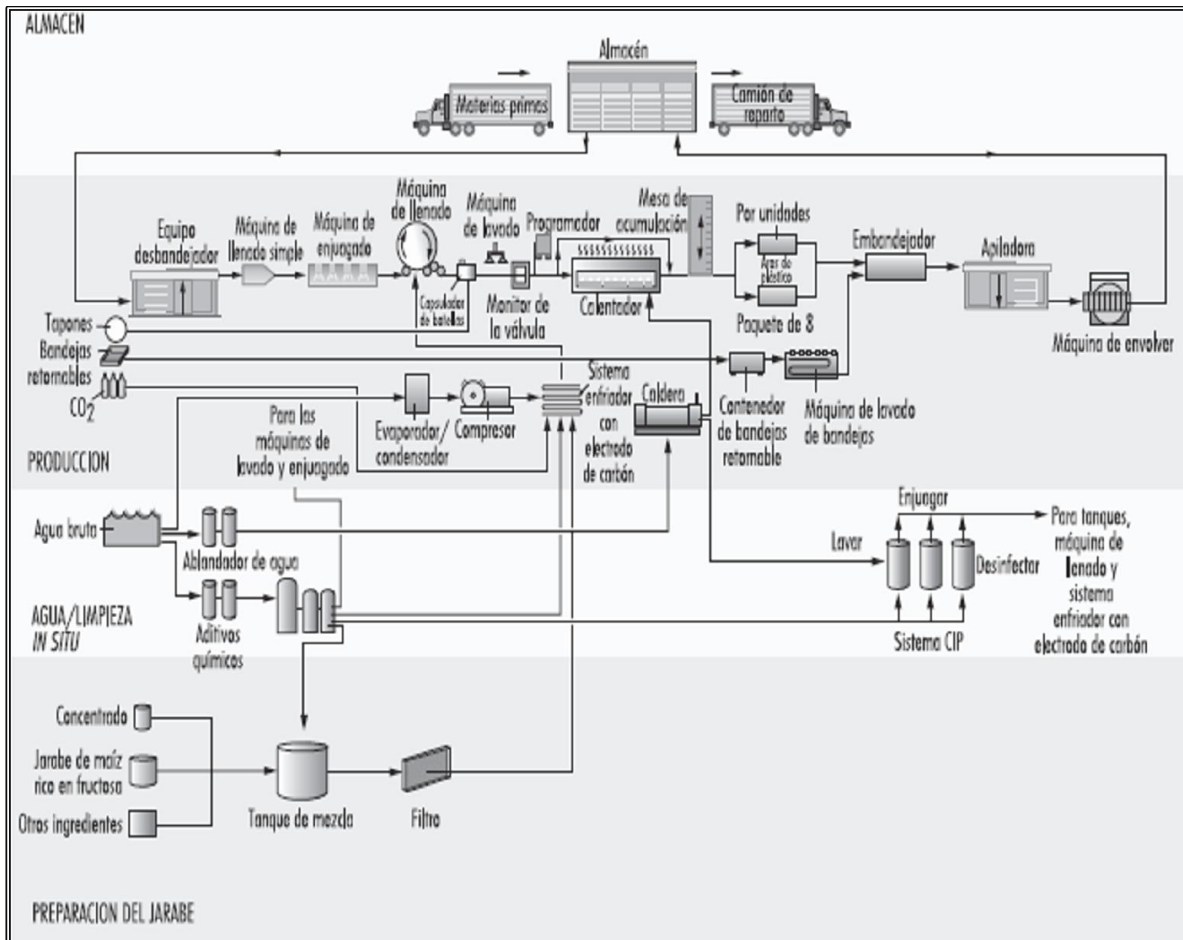 ALMACEN
Almacén
Materias primas
Camión de
reparto
Equipo
desbandejador
Máquina de
llenado simple
Máquina de
enjuagado
Máquina
de llenado
Máquina
de lavado
Programador
Mesa de
acumulación
Por unidades
Aros de
plástico
Paquete de 8
Embandejador
Apiladora
Máquina de envolver
Capsulador
de botellas
Monitor de
la válvula
Calentador
Tapones
Bandejas
retornables
CO2
Para las
máquinas de
lavado y enjuagado
Evaporador/
condensador
Compresor
Sistema
enfriador con
electrodo
de carbón
Caldera
Contenedor
de bandejas
retornable
Máquina de lavado
de bandejas
PRODUCCION
Agua bruta
Ablandador de agua
Aditivos
químicos
Lavar
Enjuagar
Desinfectar
Sistema CIP
Para tanques,
máquina de
llenado y
sistema
enfriador con
electrodo de carbón
AGUA/LIMPIEZA
IN SITU
Concentrado
Jarabe de maíz
rico en fructosa
Otros ingredientes
Tanque de mezcla
Filtro
PREPARACION DEL JARABE